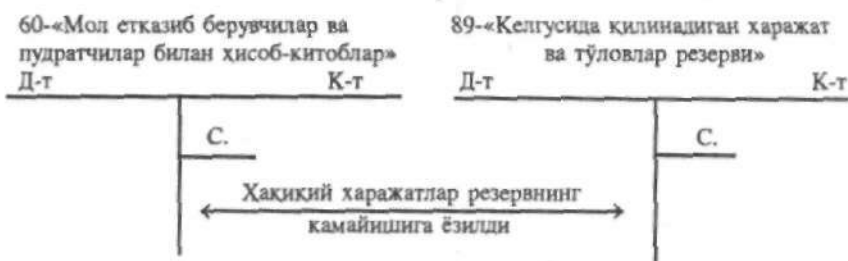 60-«Мол етказиб берувчилар ва
пудратчилар билан ҳисоб-китоблар»
Д-т К-т
С.
89-«Келгусида қилинадиган харажат
ва тўловлар резерви»
Д-т К-т
С.
Ҳақиқий харажатлар резервнинг
камайишига ёзилди